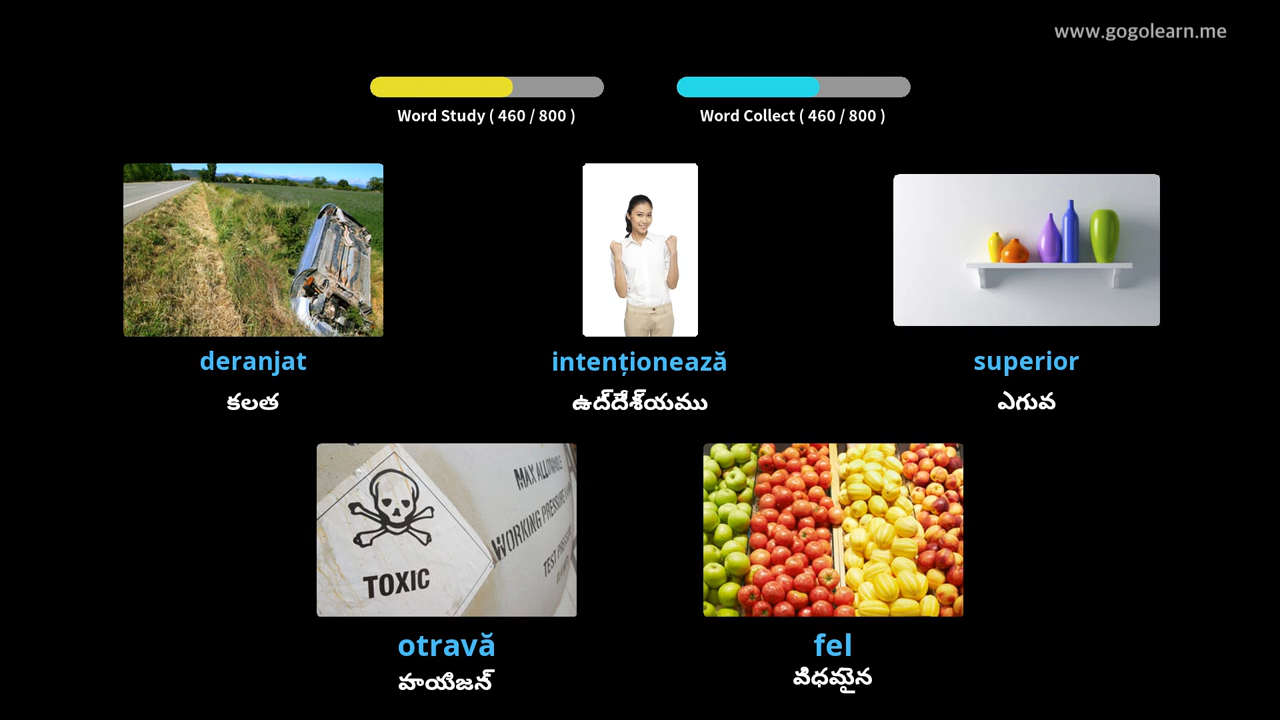 www.gogolearn.me
Word Study ( 460 / 800 )
Word Collect ( 460 / 800 )
deranjat
intenționează
superior
కలత
ఉద్దేశ్యము
ఎగువ
MAX ALLOWABLE
WORKING PRESSURE
TEST PRESSURE
TOXIC
otravă
fel
పాయిజన్
విధమైన